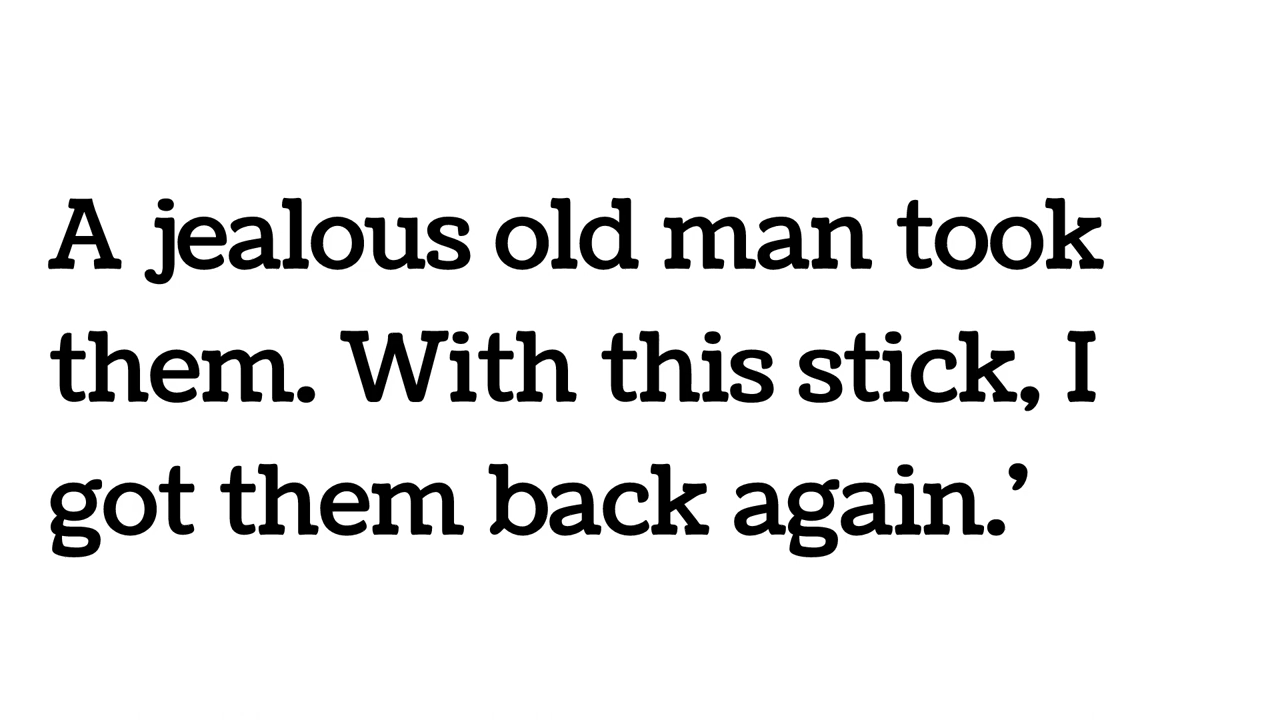 A jealous old man took
them. With this stick, I
got them back again.’